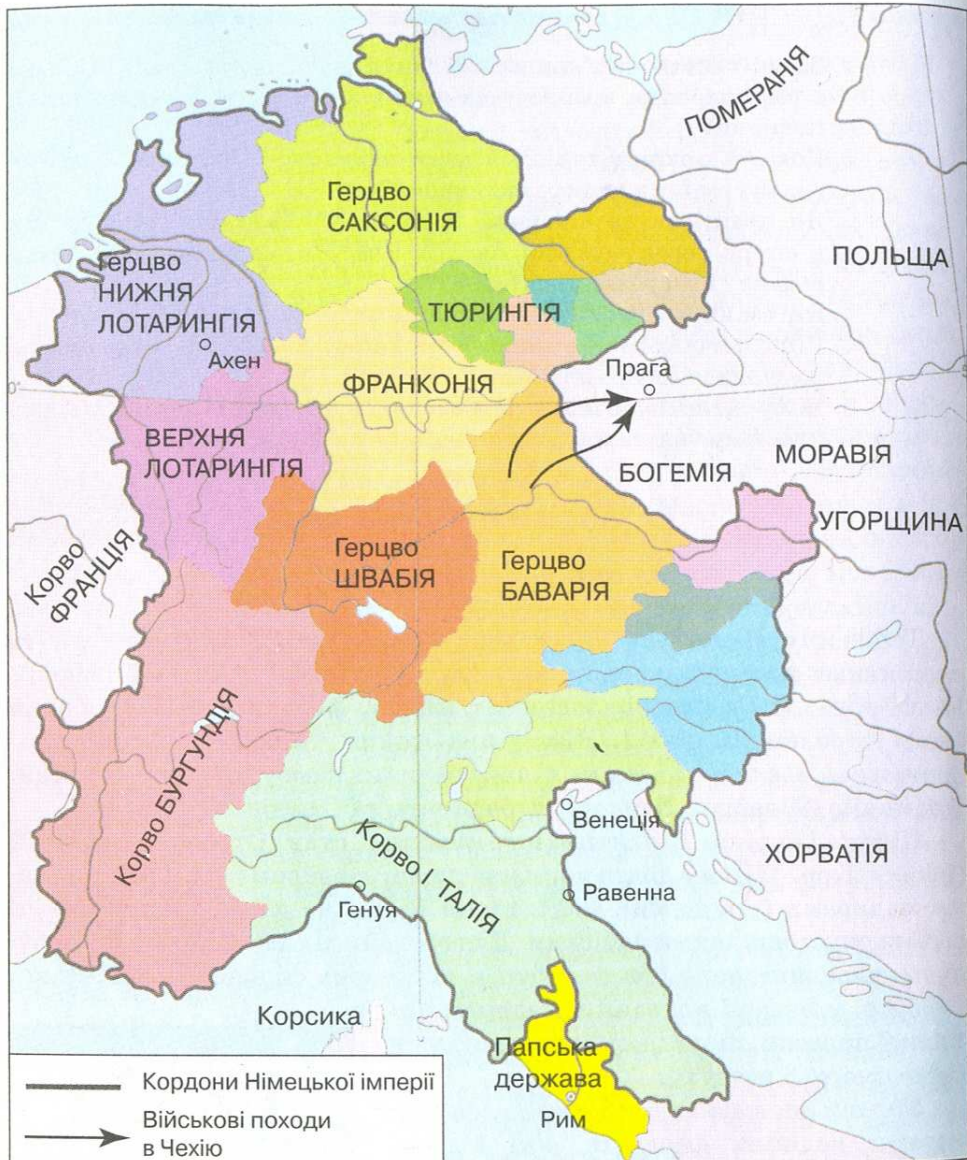 ПОМЕРАНІЯ
Герцво
САКСОНІЯ
ПОЛЬЩА
Герцво
НИЖНЯ
ЛОТАРИНГІЯ
ТЮРИНГІЯ
Ахен
Прага
ФРАНКОНІЯ
ВЕРХНЯ
ЛОТАРИНГІЯ
БОГЕМІЯ
МОРАВІЯ
УГОРЩИНА
Корво
ФРАНЦІЯ
Герцво
ШВАБІЯ
Герцво
БАВАРІЯ
Корво БУРГУНДІЯ
Корво І ТАЛІЯ
Венеція
ХОРВАТІЯ
Генуя
Равенна
Корсика
Папська
держава
Рим
Кордони Німецької імперії
Військові походи
в Чехію